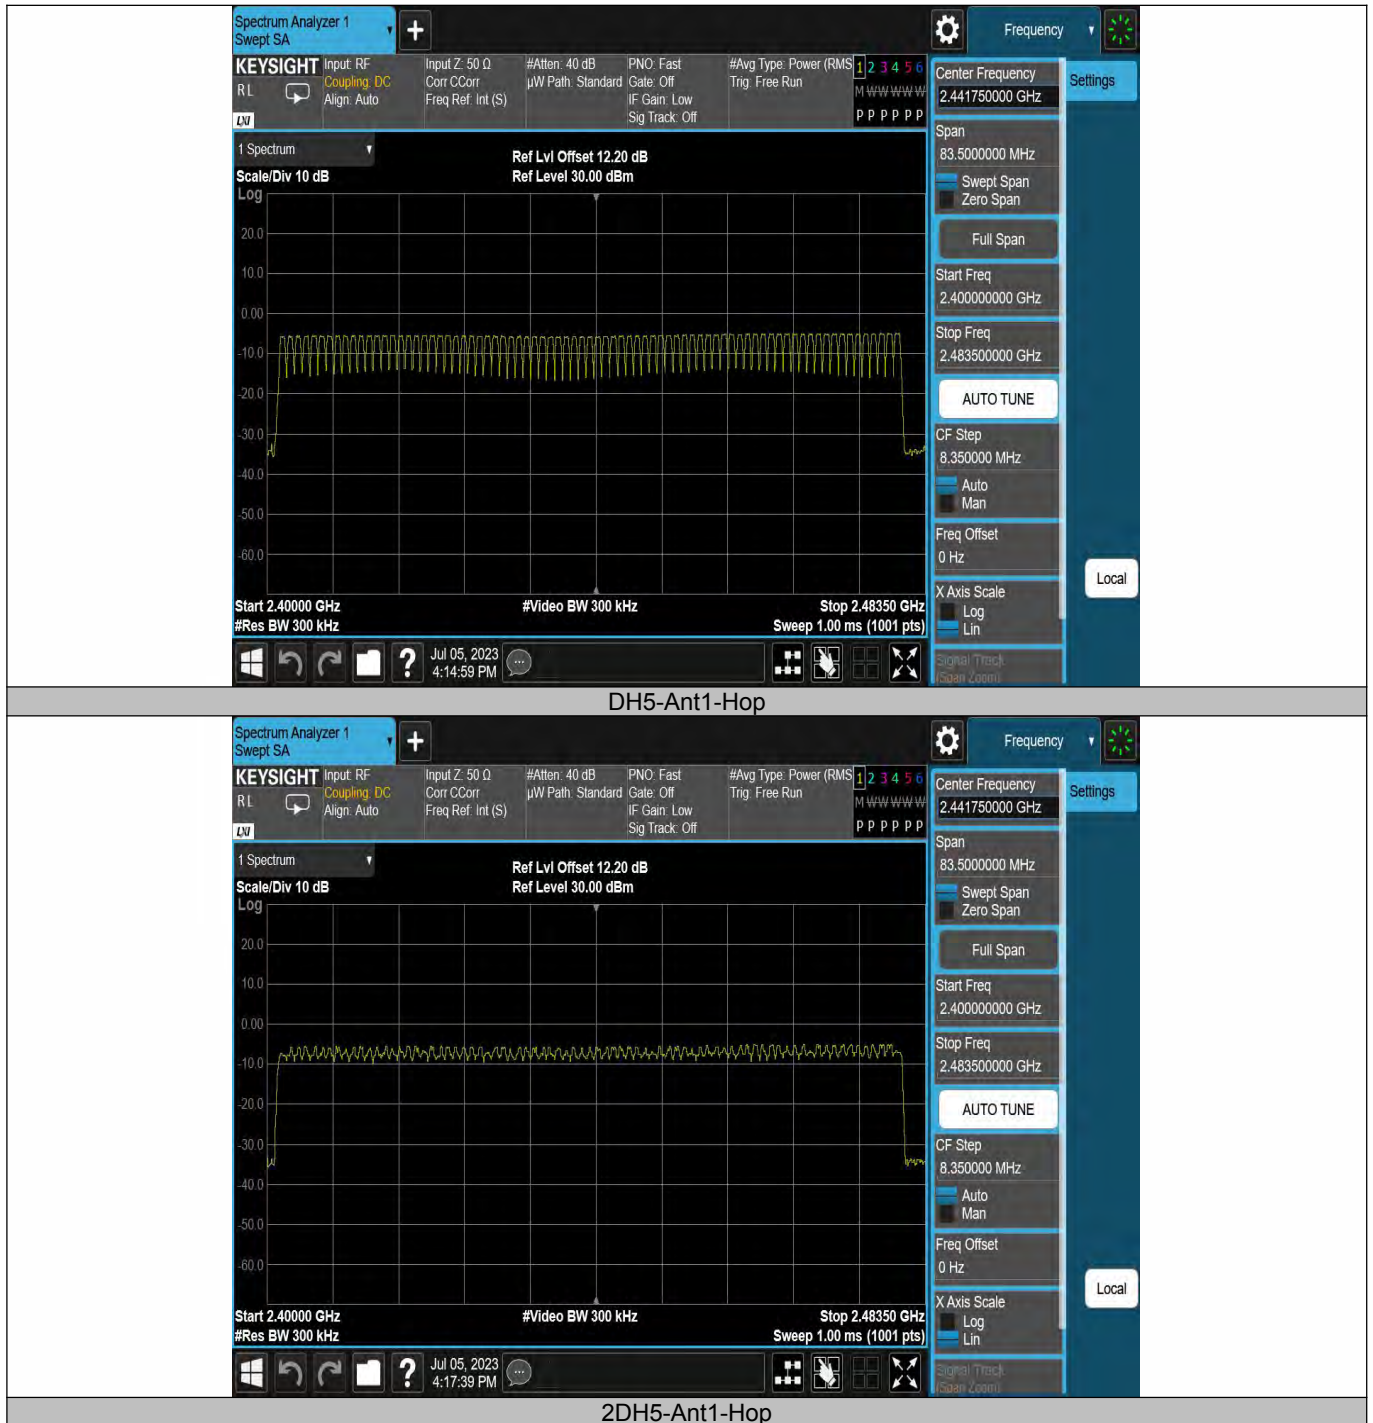 Spectrum Analyzer 1
Swept SA
+
Frequency
KEYSIGHT
RL
LXI
Input: RF
Coupling: DC
Align: Auto
Input Z: 50 Ω
Corr CCorr
Freq Ref: Int (S)
#Atten: 40 dB
µW Path: Standard
PNO: Fast
Gate: Off
IF Gain: Low
Sig Track: Off
#Avg Type: Power (RMS
Trig: Free Run
1 2 3 4 5 6
M W W W W W
P P P P P P
1 Spectrum
Scale/Div 10 dB
Log
Ref Lvl Offset 12.20 dB
Ref Level 30.00 dBm
20.0
10.0
0.00
-10.0
-20.0
-30.0
-40.0
-50.0
-60.0
Start 2.40000 GHz
#Res BW 300 kHz
#Video BW 300 kHz
Stop 2.48350 GHz
Sweep 1.00 ms (1001 pts)
?
Jul 05, 2023
4:14:59 PM
Center Frequency
2.441750000 GHz
Span
83.5000000 MHz
Swept Span
Zero Span
Full Span
Start Freq
2.400000000 GHz
Stop Freq
2.483500000 GHz
AUTO TUNE
CF Step
8.350000 MHz
Auto
Man
Freq Offset
0 Hz
X Axis Scale
Log
Lin
Signal Track
(Span Zoom)
Settings
Local
DH5-Ant1-Hop
Spectrum Analyzer 1
Swept SA
+
Frequency
KEYSIGHT
RL
LXI
Input: RF
Coupling: DC
Align: Auto
Input Z: 50 Ω
Corr CCorr
Freq Ref: Int (S)
#Atten: 40 dB
µW Path: Standard
PNO: Fast
Gate: Off
IF Gain: Low
Sig Track: Off
#Avg Type: Power (RMS
Trig: Free Run
1 2 3 4 5 6
M W W W W W
P P P P P P
1 Spectrum
Scale/Div 10 dB
Log
Ref Lvl Offset 12.20 dB
Ref Level 30.00 dBm
20.0
10.0
0.00
-10.0
-20.0
-30.0
-40.0
-50.0
-60.0
Start 2.40000 GHz
#Res BW 300 kHz
#Video BW 300 kHz
Stop 2.48350 GHz
Sweep 1.00 ms (1001 pts)
?
Jul 05, 2023
4:17:39 PM
Center Frequency
2.441750000 GHz
Span
83.5000000 MHz
Swept Span
Zero Span
Full Span
Start Freq
2.400000000 GHz
Stop Freq
2.483500000 GHz
AUTO TUNE
CF Step
8.350000 MHz
Auto
Man
Freq Offset
0 Hz
X Axis Scale
Log
Lin
Signal Track
(Span Zoom)
Settings
Local
2DH5-Ant1-Hop